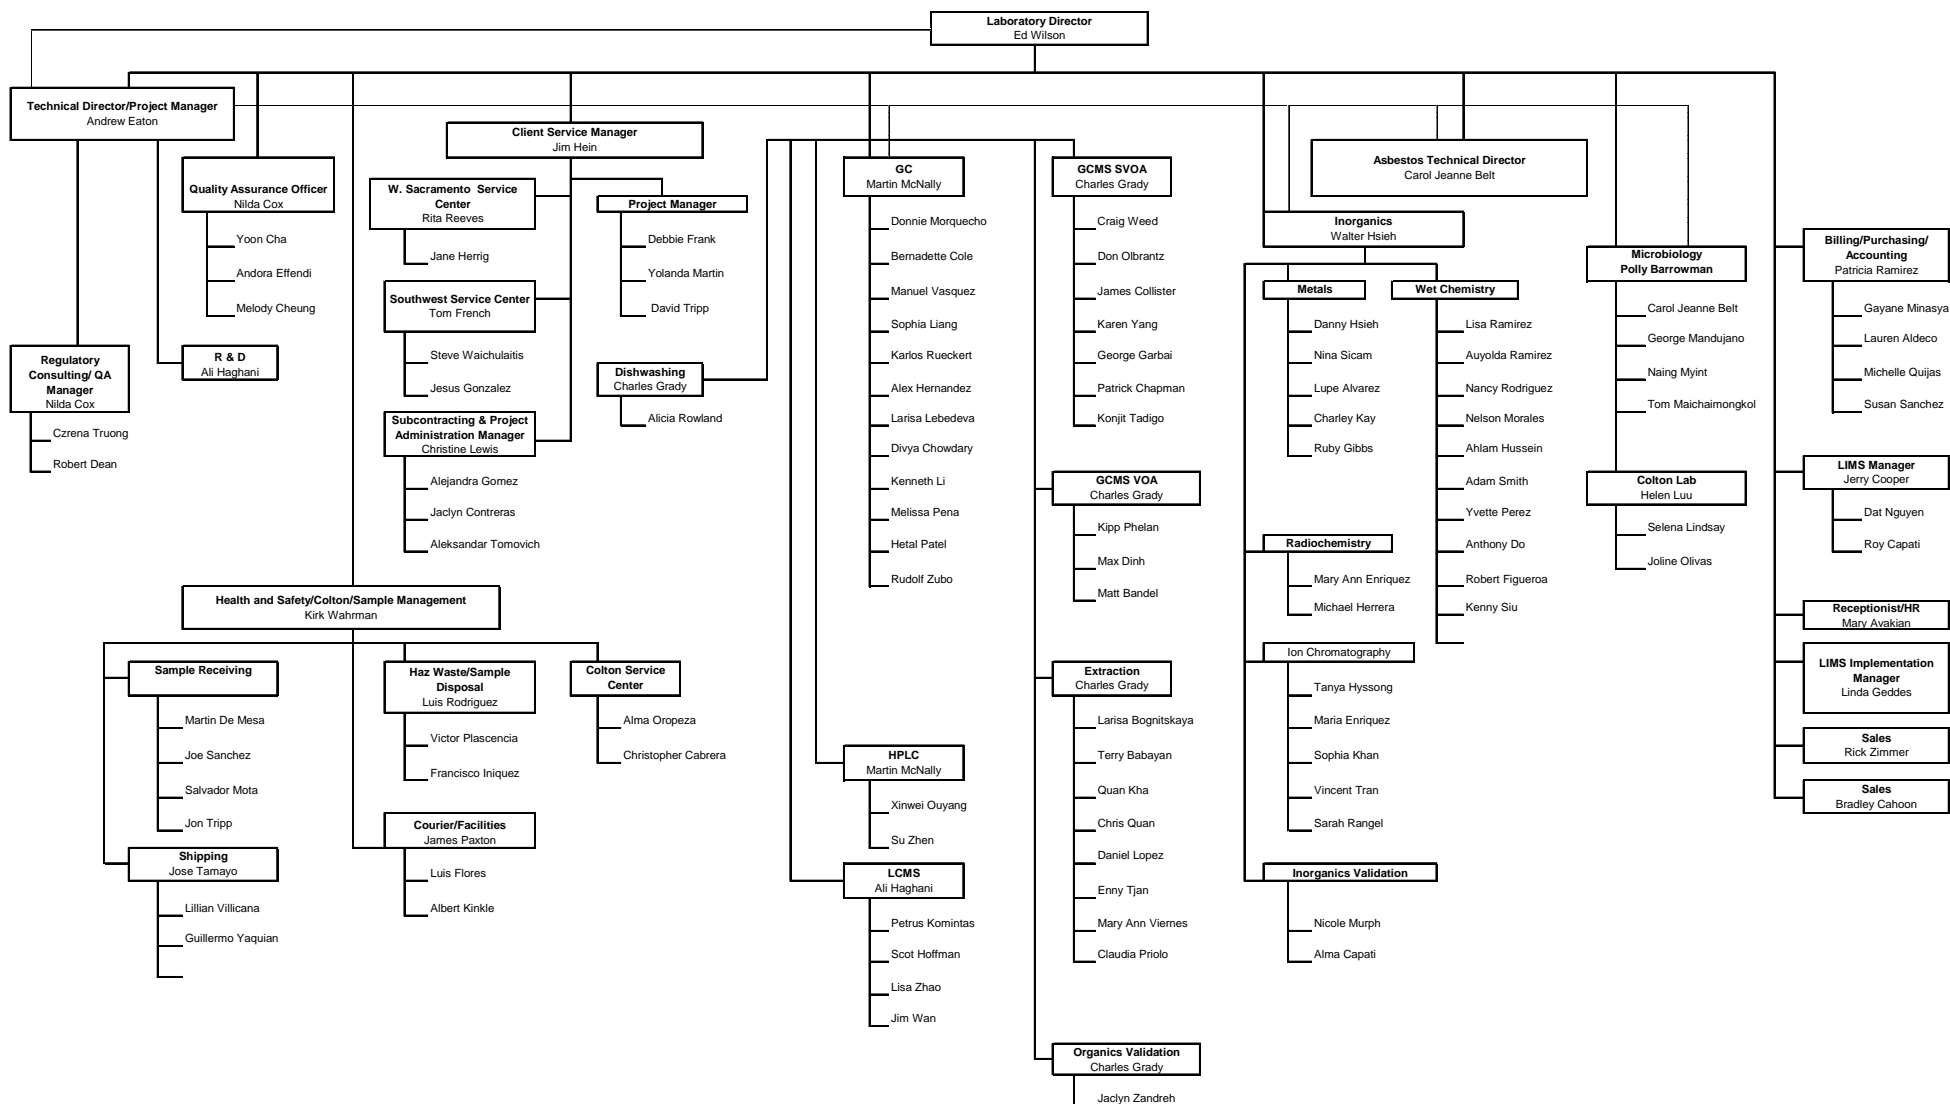 Laboratory Director
Ed Wilson
Technical Director/Project Manager
Andrew Eaton
Quality Assurance Officer
Nilda Cox
Yoon Cha
Andora Effendi
Melody Cheung
Regulatory
Consulting/ QA
Manager
Nilda Cox
Czrena Truong
Robert Dean
R & D
Ali Haghani
Client Service Manager
Jim Hein
W. Sacramento Service
Center
Rita Reeves
Jane Herrig
Southwest Service Center
Tom French
Steve Waichulaitis
Jesus Gonzalez
Subcontracting & Project
Administration Manager
Christine Lewis
Alejandra Gomez
Jaclyn Contreras
Aleksandar Tomovich
Project Manager
Debbie Frank
Yolanda Martin
David Tripp
Dishwashing
Charles Grady
Alicia Rowland
Health and Safety/Colton/Sample Management
Kirk Wahrman
Sample Receiving
Martin De Mesa
Joe Sanchez
Salvador Mota
Jon Tripp
Shipping
Jose Tamayo
Lillian Villicana
Guillermo Yaquian
Haz Waste/Sample
Disposal
Luis Rodriguez
Victor Plascencia
Francisco Iniquez
Courier/Facilities
James Paxton
Luis Flores
Albert Kinkle
Colton Service
Center
Alma Oropeza
Christopher Cabrera
GC
Martin McNally
Donnie Morquecho
Bernadette Cole
Manuel Vasquez
Sophia Liang
Karlos Rueckert
Alex Hernandez
Larisa Lebedeva
Divya Chowdary
Kenneth Li
Melissa Pena
Hetal Patel
Rudolf Zubo
HPLC
Martin McNally
Xinwei Ouyang
Su Zhen
LCMS
Ali Haghani
Petrus Komintas
Scot Hoffman
Lisa Zhao
Jim Wan
GCMS SVOA
Charles Grady
Craig Weed
Don Olbrantz
James Collister
Karen Yang
George Garbai
Patrick Chapman
Konjit Tadigo
GCMS VOA
Charles Grady
Kipp Phelan
Max Dinh
Matt Bandel
Extraction
Charles Grady
Larisa Bognitskaya
Terry Babayan
Quan Kha
Chris Quan
Daniel Lopez
Enny Tjan
Mary Ann Viernes
Claudia Priolo
Organics Validation
Charles Grady
Jaclyn Zandreh
Asbestos Technical Director
Carol Jeanne Belt
Inorganics
Walter Hsieh
Metals
Danny Hsieh
Nina Sicam
Lupe Alvarez
Charley Kay
Ruby Gibbs
Radiochemistry
Mary Ann Enriquez
Michael Herrera
Ion Chromatography
Tanya Hyssong
Maria Enriquez
Sophia Khan
Vincent Tran
Sarah Rangel
Inorganics Validation
Nicole Murph
Alma Capati
Wet Chemistry
Lisa Ramirez
Auyolda Ramirez
Nancy Rodriguez
Nelson Morales
Ahlam Hussein
Adam Smith
Yvette Perez
Anthony Do
Robert Figueroa
Kenny Siu
Microbiology
Polly Barrowman
Carol Jeanne Belt
George Mandujano
Naing Myint
Tom Maichaimongkol
Colton Lab
Helen Luu
Selena Lindsay
Joline Olivas
Billing/Purchasing/
Accounting
Patricia Ramirez
Gayane Minasya
Lauren Aldeco
Michelle Quijas
Susan Sanchez
LIMS Manager
Jerry Cooper
Dat Nguyen
Roy Capati
Receptionist/HR
Mary Avakian
LIMS Implementation
Manager
Linda Geddes
Sales
Rick Zimmer
Sales
Bradley Cahoon